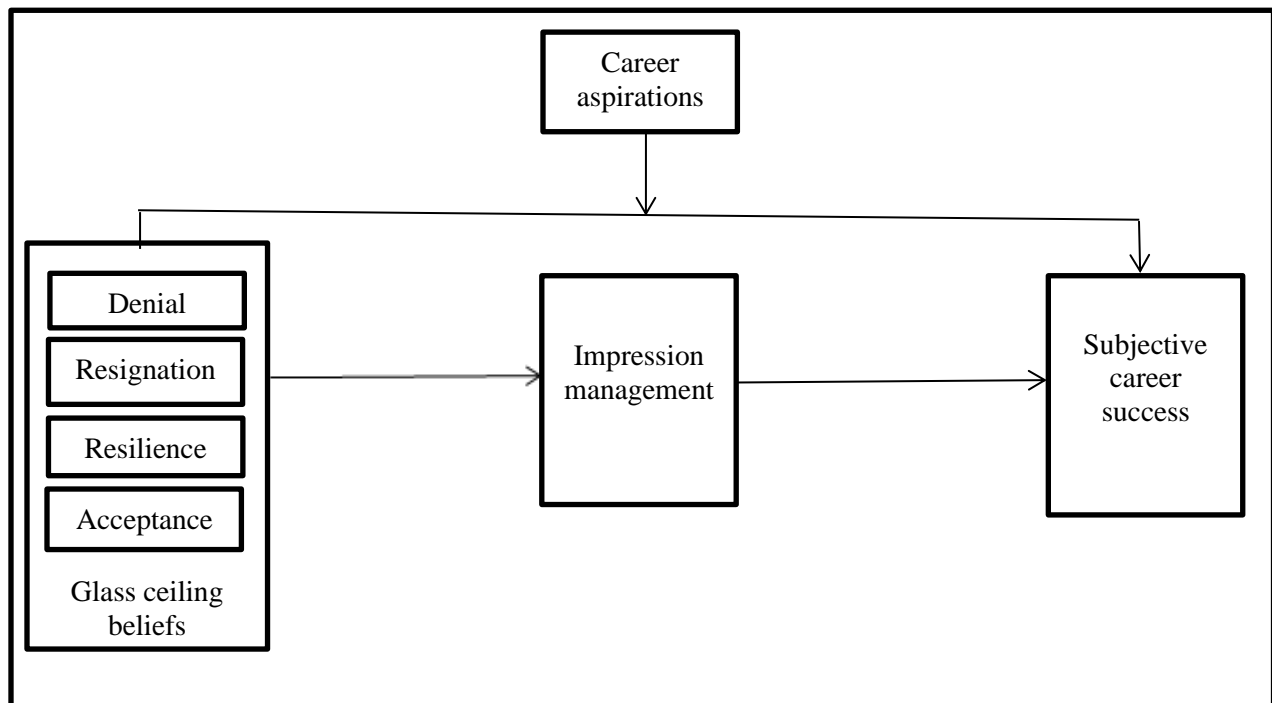 Career
aspirations
Denial
Resignation
Resilience
Acceptance
Glass ceiling
beliefs
Impression
management
Subjective
career
success